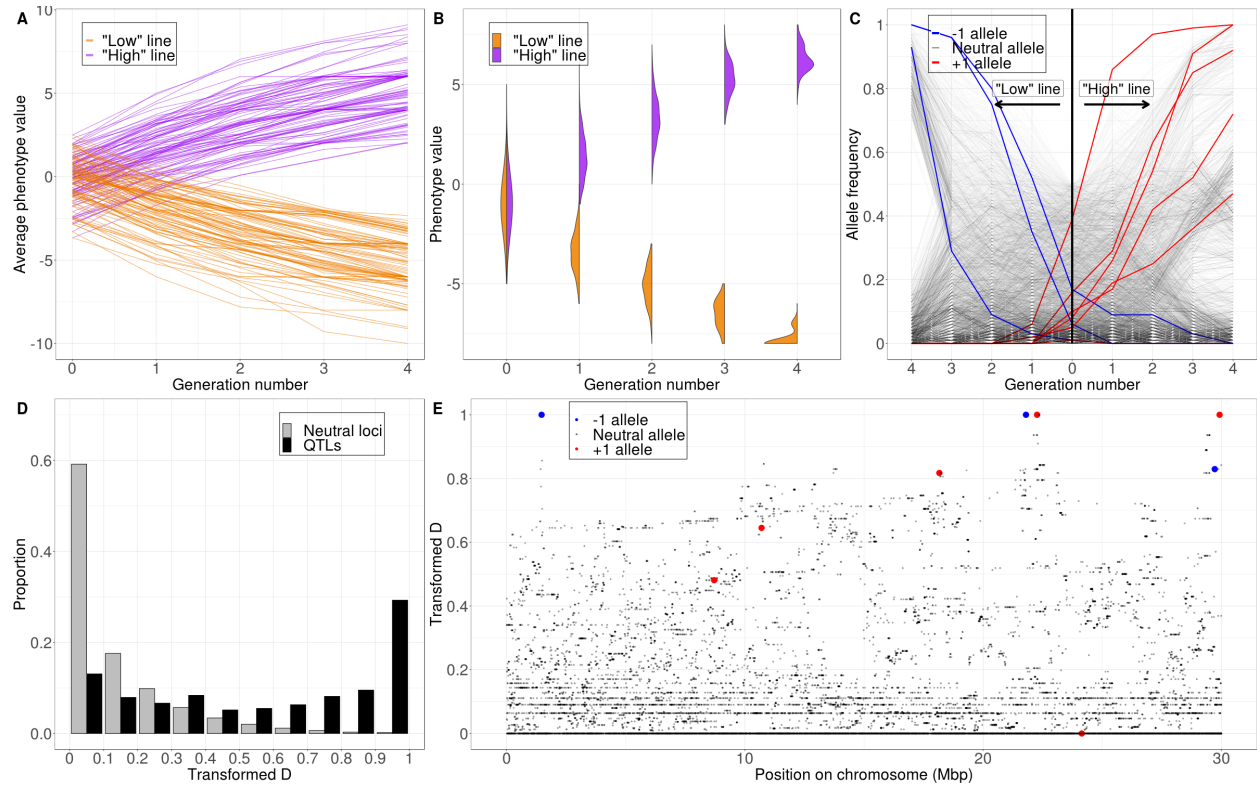 A
"Low" line
"High" line
10
5
0
-5
-10
0 1 2 3 4
Generation number
Average phenotype value
B
"Low" line
"High" line
5
0
-5
0 1 2 3 4
Generation number
Phenotype value
C
-1 allele
Neutral allele
+1 allele
"Low" line
"High" line
1
0.8
0.6
0.4
0.2
0
4 3 2 1 0 1 2 3 4
Generation number
Allele frequency
D
Neutral loci
QTLs
0.6
0.4
0.2
0.0
0 0.1 0.2 0.3 0.4 0.5 0.6 0.7 0.8 0.9 1
Transformed D
Proportion
E
-1 allele
Neutral allele
+1 allele
1
0.8
0.6
0.4
0.2
0
0 10 20 30
Position on chromosome (Mbp)
Transformed D